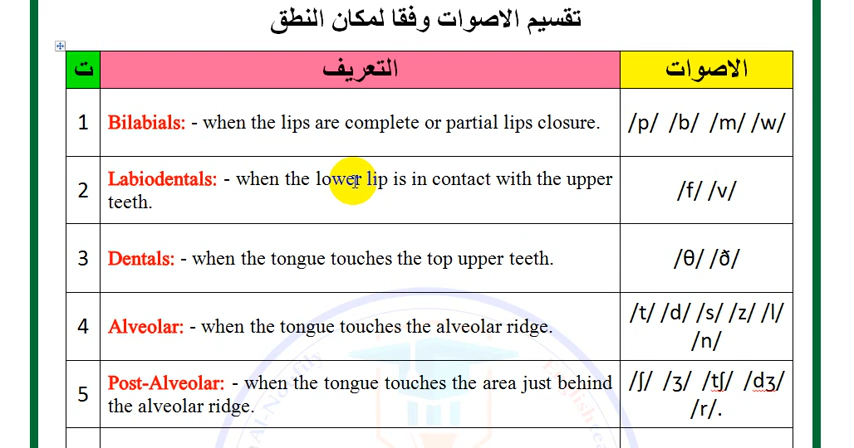 تقسيم الاصوات وفقا لمكان النطق
ت التعريف الاصوات
1 Bilabials: - when the lips are complete or partial lips closure. /p/ /b/ /m/ /w/
2 Labiodentals: - when the lower lip is in contact with the upper
teeth. /f/ /v/
3 Dentals: - when the tongue touches the top upper teeth. /θ/ /ð/
4 Alveolar: - when the tongue touches the alveolar ridge. /t/ /d/ /s/ /z/ /l/
/n/
5 Post-Alveolar: - when the tongue touches the area just behind
the alveolar ridge. /ʃ/ /ʒ/ /tʃ/ /dʒ/
/r/.